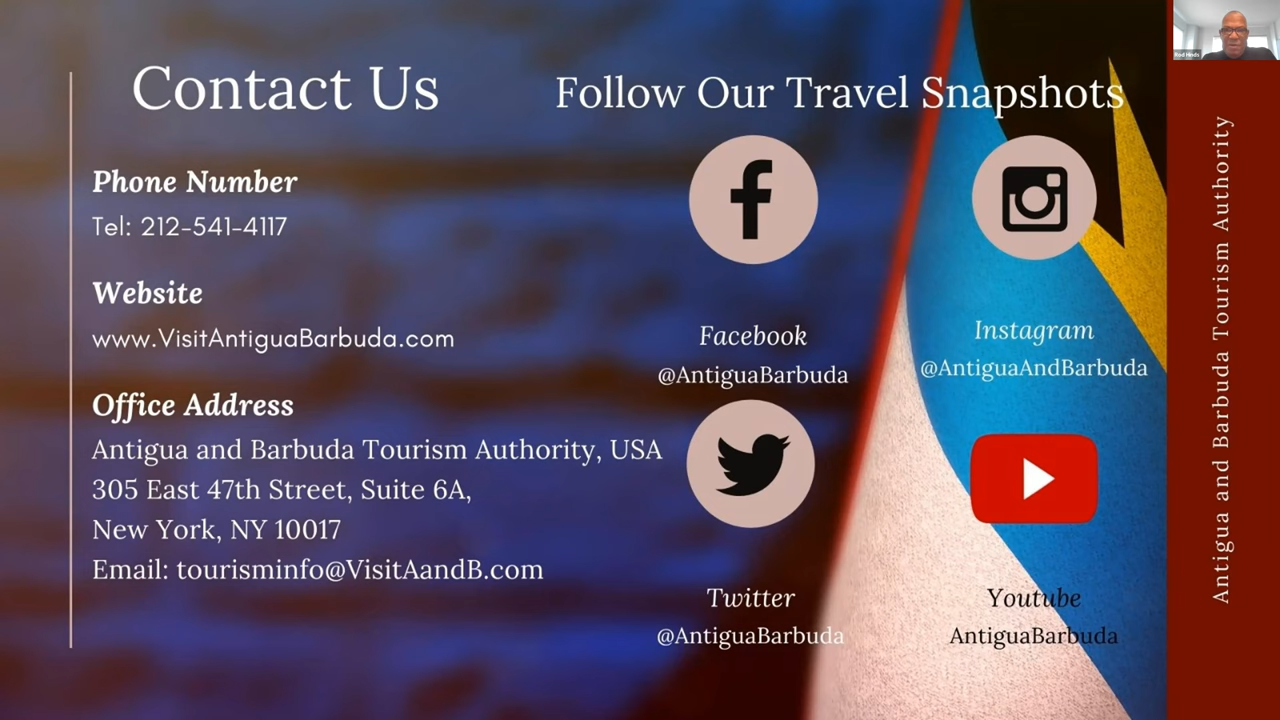 Contact Us
Phone Number
Tel: 212-541-4117
Website
www.VisitAntiguaBarbuda.com
Office Address
Antigua and Barbuda Tourism Authority, USA
305 East 47th Street, Suite 6A,
New York, NY 10017
Email: tourisminfo@VisitAandB.com
Follow Our Travel Snapshots
Facebook
@AntiguaBarbuda
Instagram
@AntiguaAndBarbuda
Twitter
@AntiguaBarbuda
Youtube
AntiguaBarbuda
Rod Hinds
Antigua and Barbuda Tourism Authority